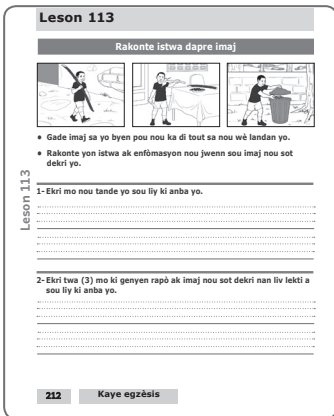 Leson 113
Rakonte istwa dapre imaj
• Gade imaj sa yo byen pou nou ka di tout sa nou wè landan yo.
• Rakonte yon istwa ak enfòmasyon nou jwenn sou imaj nou sot
dekri yo.
Leson 113
1- Ekri mo nou tande yo sou liy ki anba yo.
2- Ekri twa (3) mo ki genyen rapò ak imaj nou sot dekri nan liv lekti a
sou liy ki anba yo.
212
Kaye egzèsis